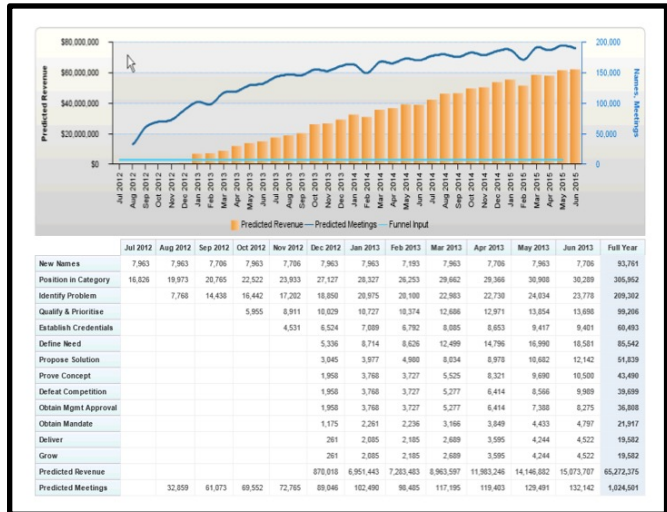 $80,000,000
$60,000,000
$40,000,000
$20,000,000
$0
Predicted Revenue
200.000
150,000
100,000
50,000
0
Names, Meetings
Jul 2012 Aug 2012 Sep 2012 Oct 2012 Nov 2012 Dec 2012 Jan 2013 Feb 2013 Mar 2013 Apr 2013 May 2013 Jun 2013 Jul 2013 Aug 2013 Sep 2013 Oct 2013 Nov 2013 Dec 2013 Jan 2014 Feb 2014 Mar 2014 Apr 2014 May 2014 Jun 2014 Jul 2014 Aug 2014 Sep 2014 Oct 2014 Nov 2014 Dec 2014 Jan 2015 Feb 2015 Mar 2015 Apr 2015 May 2015 Jun 2015
Predicted Revenue Predicted Meetings Funnel Input
Jul 2012 Aug 2012 Sep 2012 Oct 2012 Nov 2012 Dec 2012 Jan 2013 Feb 2013 Mar 2013 Apr 2013 May 2013 Jun 2013 Full Year
New Names 7,963 7,963 7,706 7,963 7,706 7,963 7,963 7,193 7,963 7,706 7,963 7,706 93,761
Position in Category 16,826 19,973 20,765 22,522 23,933 27,127 28,327 26,253 29,662 29,366 30,908 30,289 305,952
Identify Problem 7,768 14,438 16,442 17,202 18,850 20,975 20,100 22,983 22,730 24,034 23,778 209,302
Qualify & Prioritise 5,955 8,911 10,029 10,727 10,374 12,686 12,971 13,854 13,698 99,206
Establish Credentials 4,531 6,524 7,089 6,792 8,085 8,653 9,417 9,401 60,493
Define Need 5,336 8,714 8,626 12,499 14,796 16,990 18,581 85,542
Propose Solution 3,045 3,977 4,980 8,034 8,978 10,682 12,142 51,839
Prove Concept 1,958 3,768 3,727 5,525 8,321 9,690 10,500 43,490
Defeat Competition 1,958 3,768 3,727 5,277 6,414 8,566 9,989 39,699
Obtain Mgmt Approval 1,958 3,768 3,727 5,277 6,414 7,388 8,275 36,808
Obtain Mandate 1,175 2,261 2,236 3,166 3,849 4,433 4,797 21,917
Deliver 261 2,085 2,185 2,689 3,595 4,244 4,522 19,582
Grow 261 2,085 2,185 2,689 3,595 4,244 4,522 19,582
Predicted Revenue 870,018 6,951,443 7,283,483 8,963,597 11,983,246 14,146,882 15,073,707 65,272,375
Predicted Meetings 32,859 61,073 69,552 72,765 89,046 102,490 98,485 117,195 119,403 129,491 132,142 1,024,501